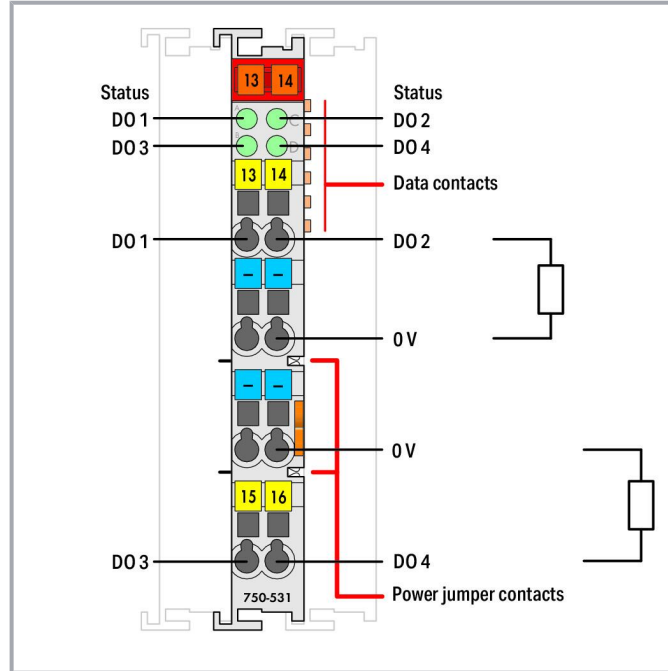 13 14
Status Status
A C
DO 1 DO 2
B D
DO 3 DO 4
13 14
Data contacts
DO 1 DO 2
– –
0 V
– –
0 V
15 16
DO 3 DO 4
750-531
Power jumper contacts